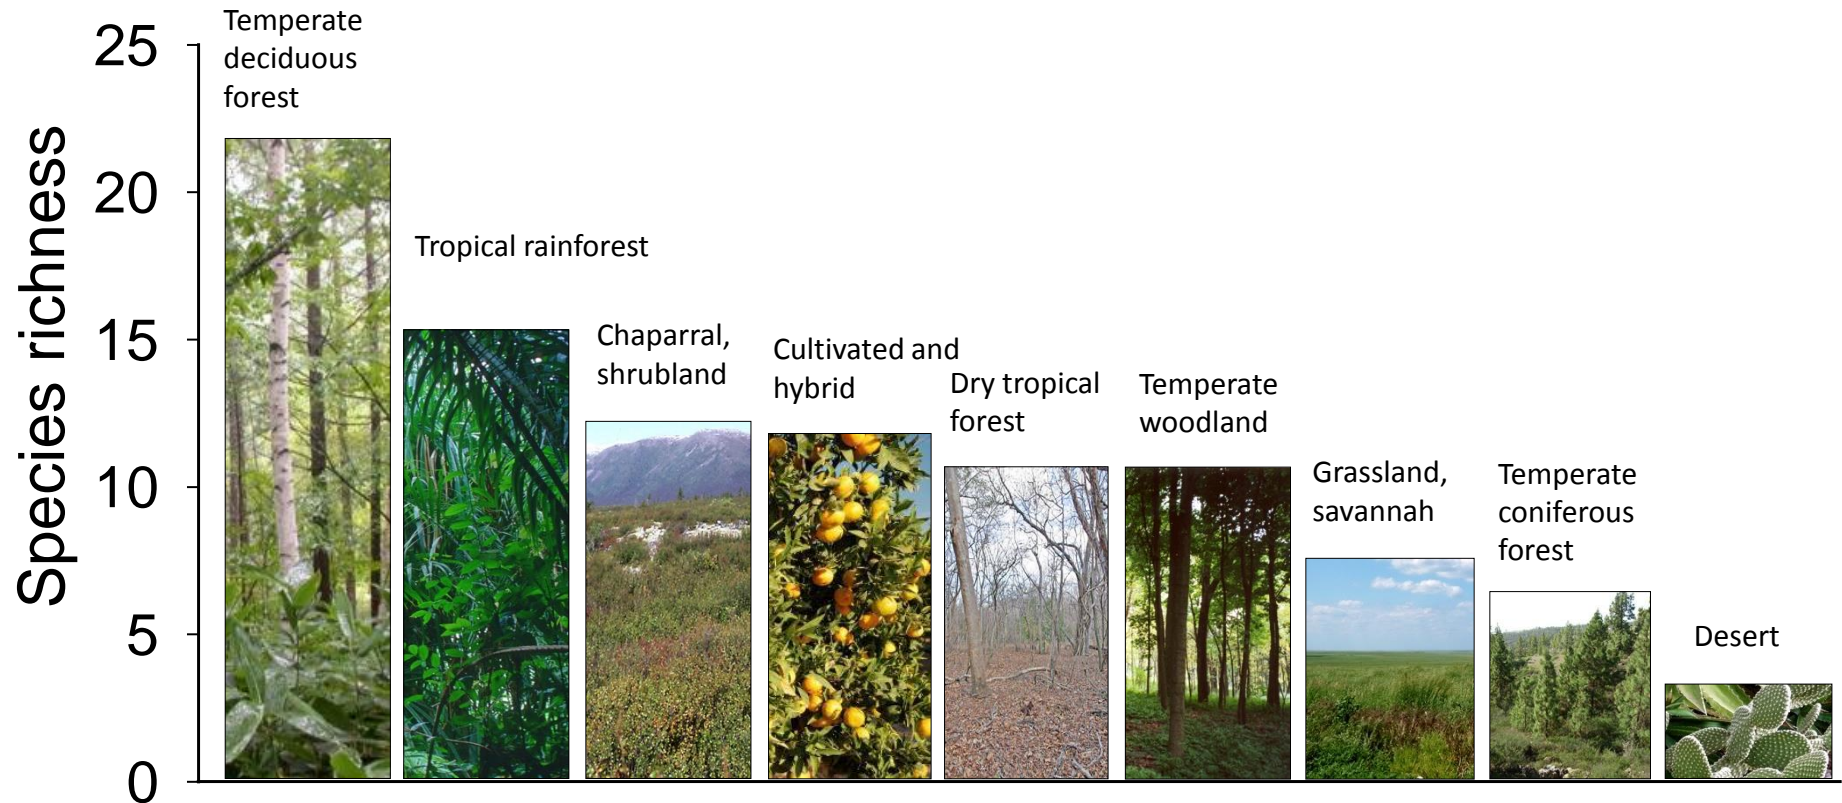 Species richness
25
20
15
10
5
0
Temperate
deciduous
forest
Tropical rainforest
Chaparral,
shrubland
Cultivated and
hybrid
Dry tropical
forest
Temperate
woodland
Grassland,
savannah
Temperate
coniferous
forest
Desert